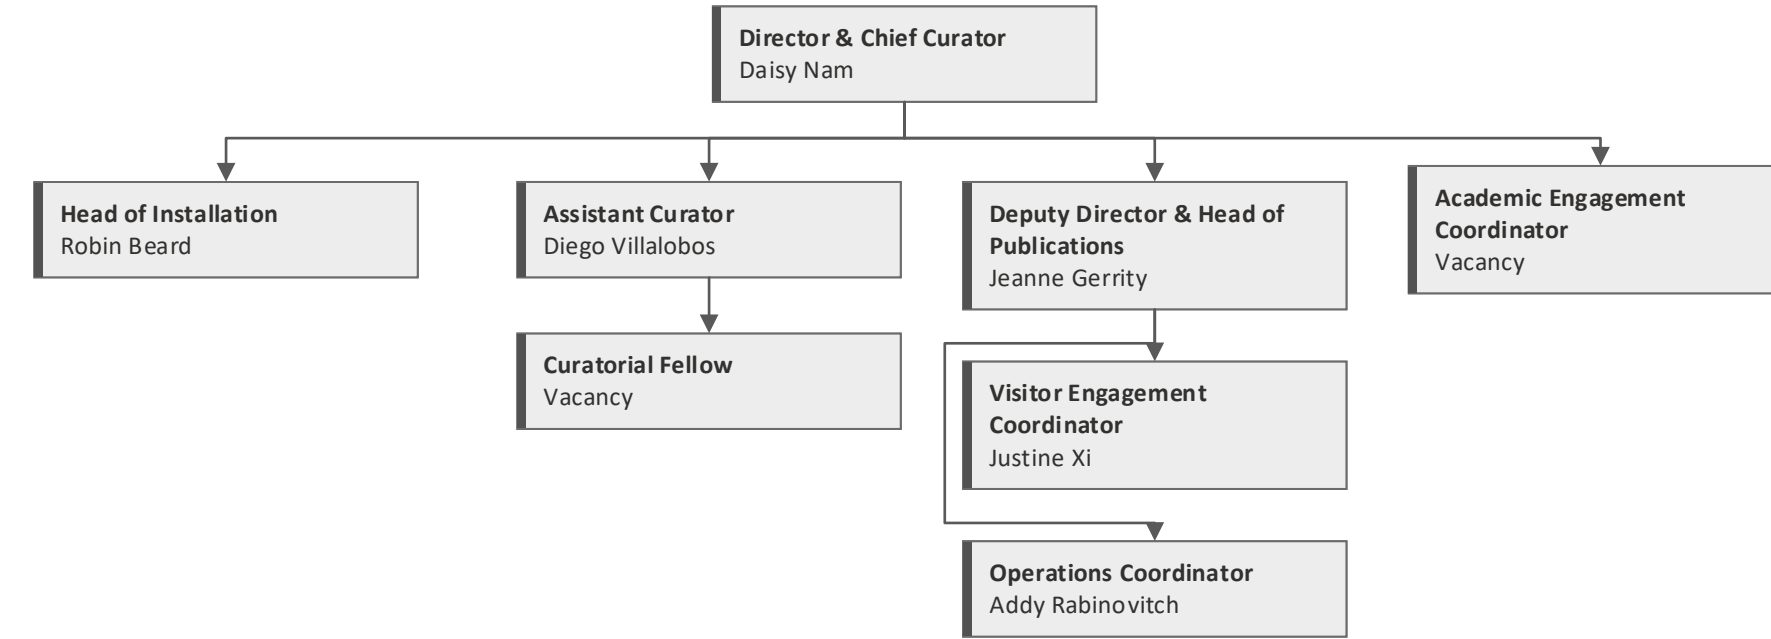 Director & Chief Curator
Daisy Nam
Head of Installation
Robin Beard
Assistant Curator
Diego Villalobos
Deputy Director & Head of
Publications
Jeanne Gerrity
Academic Engagement
Coordinator
Vacancy
Curatorial Fellow
Vacancy
Visitor Engagement
Coordinator
Justine Xi
Operations Coordinator
Addy Rabinovitch